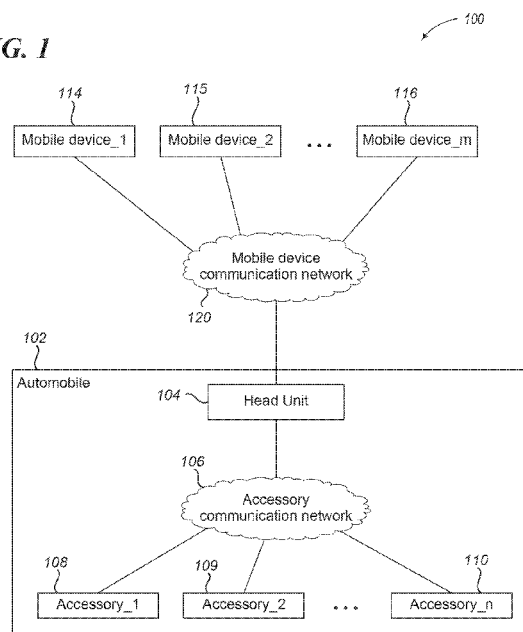 100
G. 1
114
115
116
Mobile device_1
Mobile device_2
...
Mobile device_m
Mobile device
communication network
120
102
Automobile
104
Head Unit
106
Accessory
communication network
108
109
110
Accessory_1
Accessory_2
...
Accessory_n